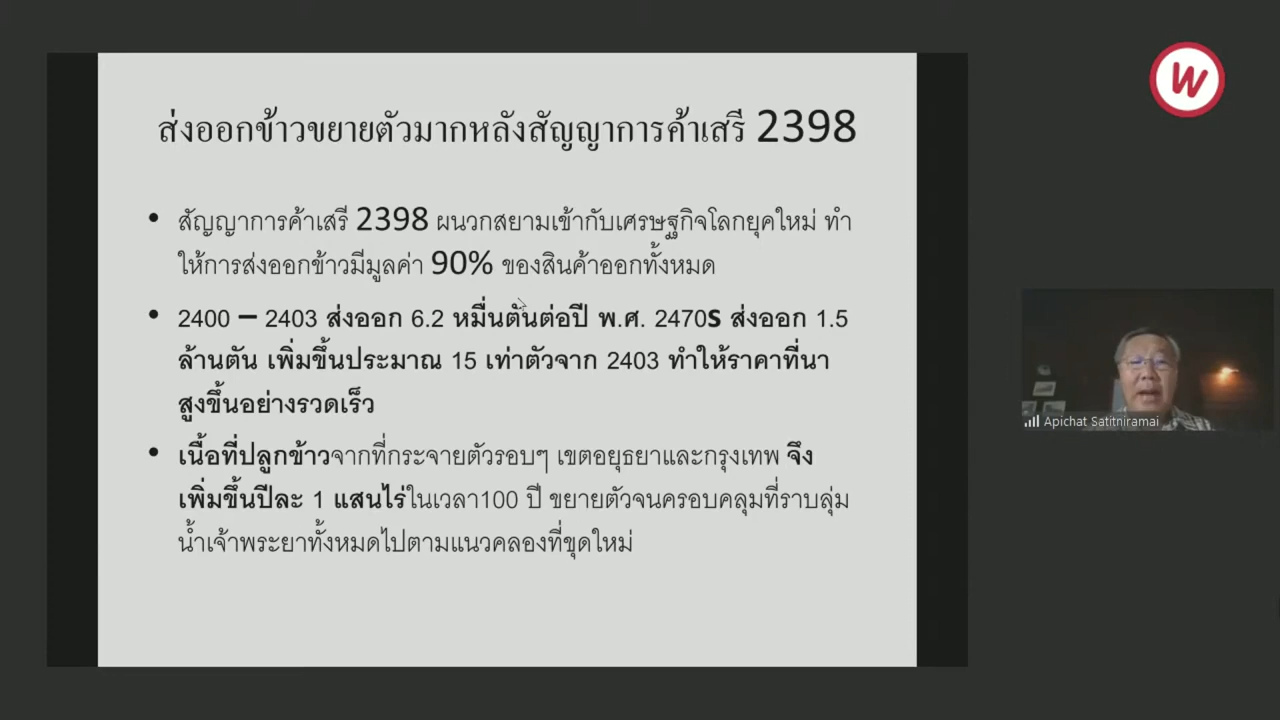 ส่งออกข้าวขยายตัวมากหลังสัญญาการค้าเสรี 2398
• สัญญาการค้าเสรี 2398 ผนวกสยามเข้ากับเศรษฐกิจโลกยุคใหม่ ทำ
ให้การส่งออกข้าวมีมูลค่า 90% ของสินค้าออกทั้งหมด
• 2400 – 2403 ส่งออก 6.2 หมื่นตันต่อปี พ.ศ. 2470s ส่งออก 1.5
ล้านตัน เพิ่มขึ้นประมาณ 15 เท่าตัวจาก 2403 ทำให้ราคาที่นา
สูงขึ้นอย่างรวดเร็ว
• เนื้อที่ปลูกข้าวจากที่กระจายตัวรอบๆ เขตอยุธยาและกรุงเทพ จึง
เพิ่มขึ้นปีละ 1 แสนไร่ในเวลา100 ปี ขยายตัวจนครอบคลุมที่ราบลุ่ม
น้ำเจ้าพระยาทั้งหมดไปตามแนวคลองที่ขุดใหม่
W
Apichat Satitniramai